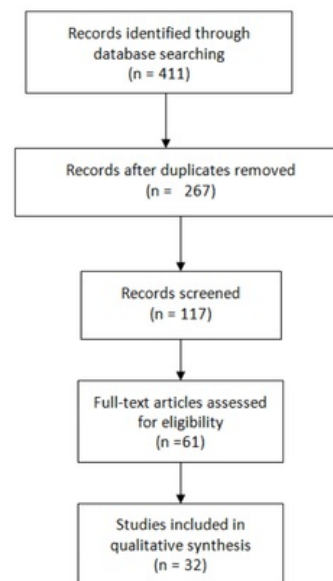 Records identified through
database searching
(n = 411)
Records after duplicates removed
(n = 267)
Records screened
(n = 117)
Full-text articles assessed
for eligibility
(n =61)
Studies included in
qualitative synthesis
(n = 32)